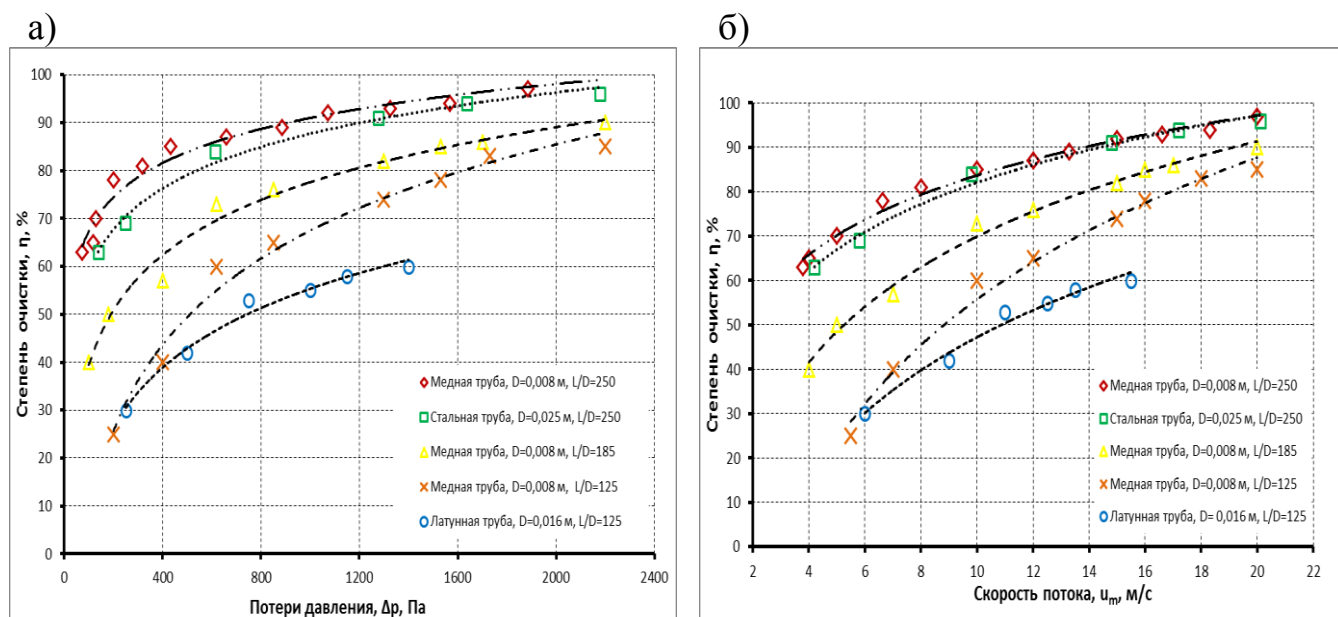 а)
Степень очистки, η, %
100
90
80
70
60
50
40
30
20
10
0
0 400 800 1200 1600 2000 2400
Потери давления, Δp, Па
Медная труба, D=0,008 м, L/D=250
Стальная труба, D=0,025 м, L/D=250
Медная труба, D=0,008 м, L/D=185
Медная труба, D=0,008 м, L/D=125
Латунная труба, D=0,016 м, L/D=125
б)
Степень очистки, η, %
100
90
80
70
60
50
40
30
20
10
0
2 4 6 8 10 12 14 16 18 20 22
Скорость потока, uₘ, м/с
Медная труба, D=0,008 м, L/D=250
Стальная труба, D=0,025 м, L/D=250
Медная труба, D=0,008 м, L/D=185
Медная труба, D=0,008 м, L/D=125
Латунная труба, D= 0,016 м, L/D=125